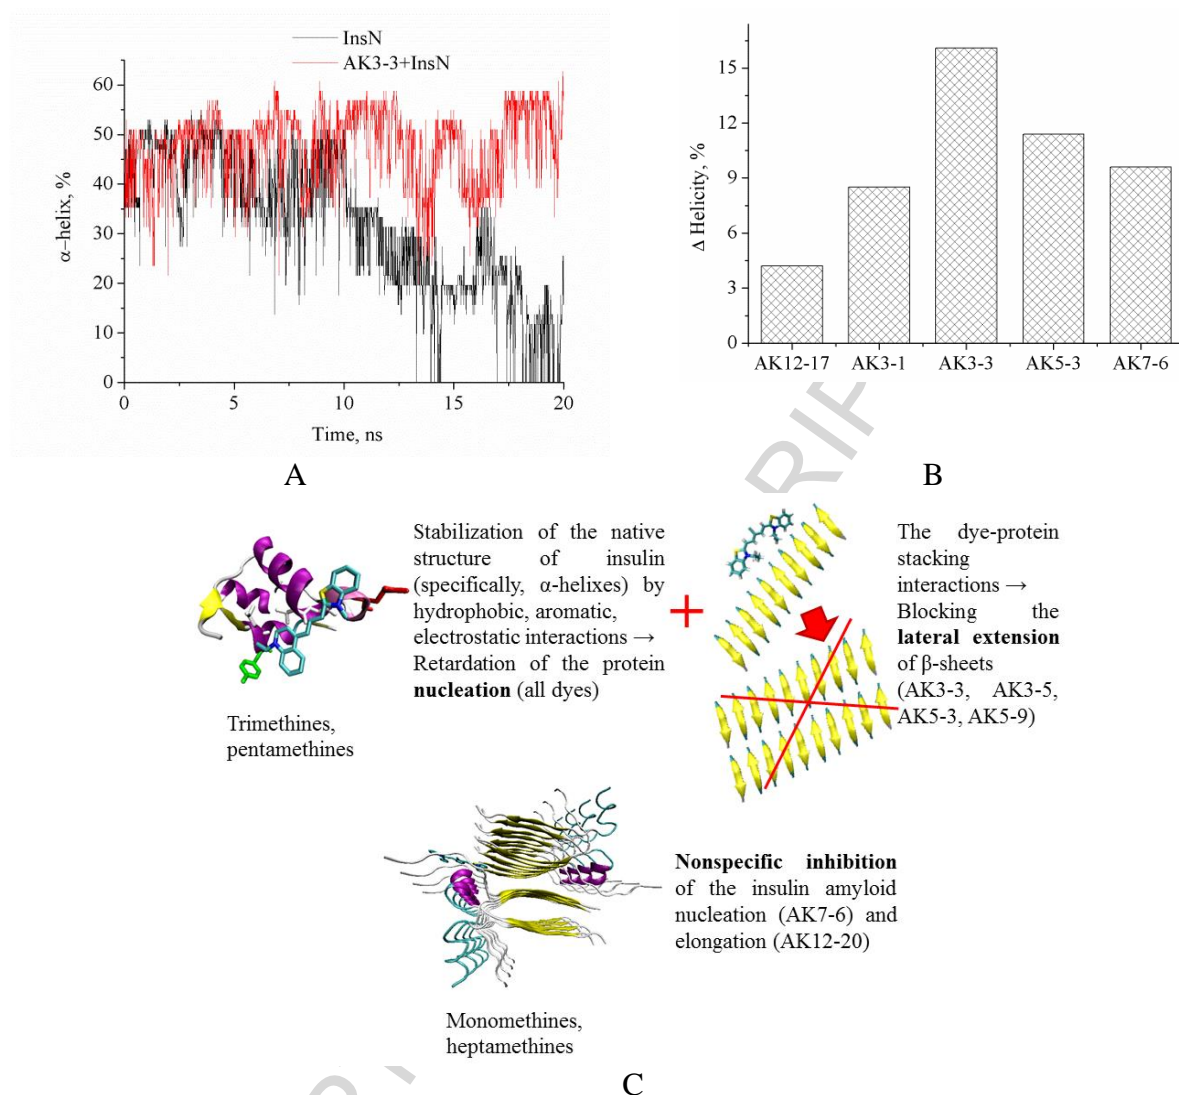 InsN
AK3-3+InsN
60
50
40
30
20
10
0
α–helix, %
0
5
10
15
20
Time, ns
A
15
12
9
6
3
0
Δ Helicity, %
AK12-17
AK3-1
AK3-3
AK5-3
AK7-6
B
Stabilization of the native
structure of insulin
(specifically, α-helixes) by
hydrophobic, aromatic,
electrostatic interactions →
Retardation of the protein
nucleation (all dyes)
Trimethines,
pentamethines
+
The dye-protein
stacking
interactions →
Blocking the
lateral extension
of β-sheets
(AK3-3, AK3-5,
AK5-3, AK5-9)
Nonspecific inhibition
of the insulin amyloid
nucleation (AK7-6) and
elongation (AK12-20)
Monomethines,
heptamethines
C